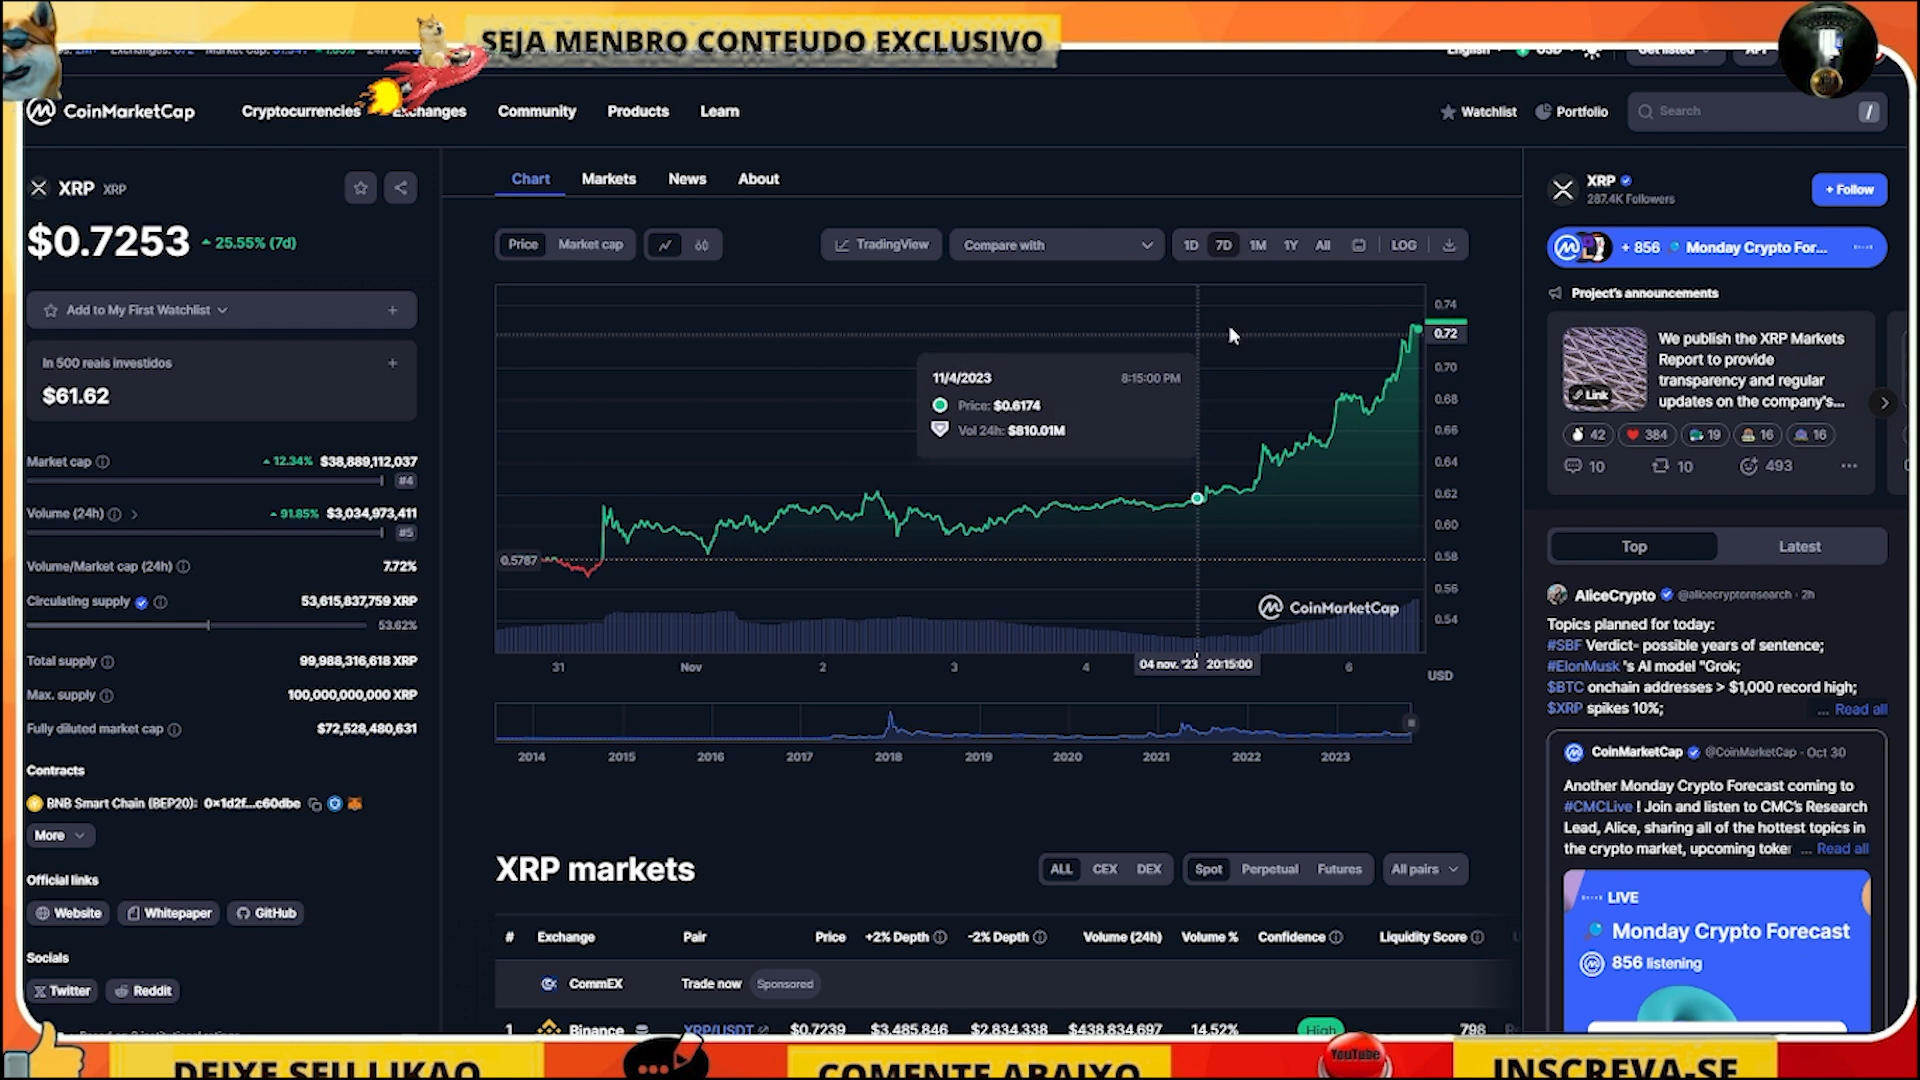 SEJA MENBRO CONTEUDO EXCLUSIVO
CoinMarketCap
Cryptocurrencies
Exchanges
Community
Products
Learn
Watchlist
Portfolio
Search
/
XRP XRP
$0.7253
25.55% (7d)
Add to My First Watchlist
In 500 reais investidos
$61.62
Market cap
12.34% $38,889,112,037
#4
Volume (24h)
91.85% $3,034,973,411
#5
Volume/Market cap (24h)
7.72%
Circulating supply
53,615,837,759 XRP
53.62%
Total supply
99,988,316,618 XRP
Max. supply
100,000,000,000 XRP
Fully diluted market cap
$72,528,480,631
Contracts
BNB Smart Chain (BEP20): 0x1d2f...c60dbe
More
Official links
Website
Whitepaper
GitHub
Socials
Twitter
Reddit
Chart
Markets
News
About
Price
Market cap
TradingView
Compare with
1D
7D
1M
1Y
All
LOG
0.74
0.72
0.70
0.68
0.66
0.64
0.62
0.60
0.58
0.56
0.54
11/4/2023
8:15:00 PM
Price: $0.6174
Vol 24h: $810.01M
0.5787
CoinMarketCap
31
Nov
2
3
4
04 nov. '23 20:15:00
6
USD
2014
2015
2016
2017
2018
2019
2020
2021
2022
2023
XRP markets
ALL
CEX
DEX
Spot
Perpetual
Futures
All pairs
# Exchange Pair Price +2% Depth -2% Depth Volume (24h) Volume % Confidence Liquidity Score
CommEX Trade now Sponsored
1 Binance XRP/USDT $0.7239 $3,485,846 $2,834,338 $438,834,697 14.52% High 798
XRP
287.4K Followers
+ Follow
+ 856 Monday Crypto For...
Project's announcements
Link
We publish the XRP Markets
Report to provide
transparency and regular
updates on the company's...
42
384
19
16
16
10
10
493
Top
Latest
AliceCrypto @alicecryptoresearch · 2h
Topics planned for today:
#SBF Verdict- possible years of sentence;
#ElonMusk 's AI model "Grok;
$BTC onchain addresses > $1,000 record high;
$XRP spikes 10%; ... Read all
CoinMarketCap @CoinMarketCap · Oct 30
Another Monday Crypto Forecast coming to
#CMCLive ! Join and listen to CMC's Research
Lead, Alice, sharing all of the hottest topics in
the crypto market, upcoming token ... Read all
LIVE
Monday Crypto Forecast
856 listening
DEIXE SEU LIKAO
COMENTE ABAIXO
YouTube
INSCREVA-SE